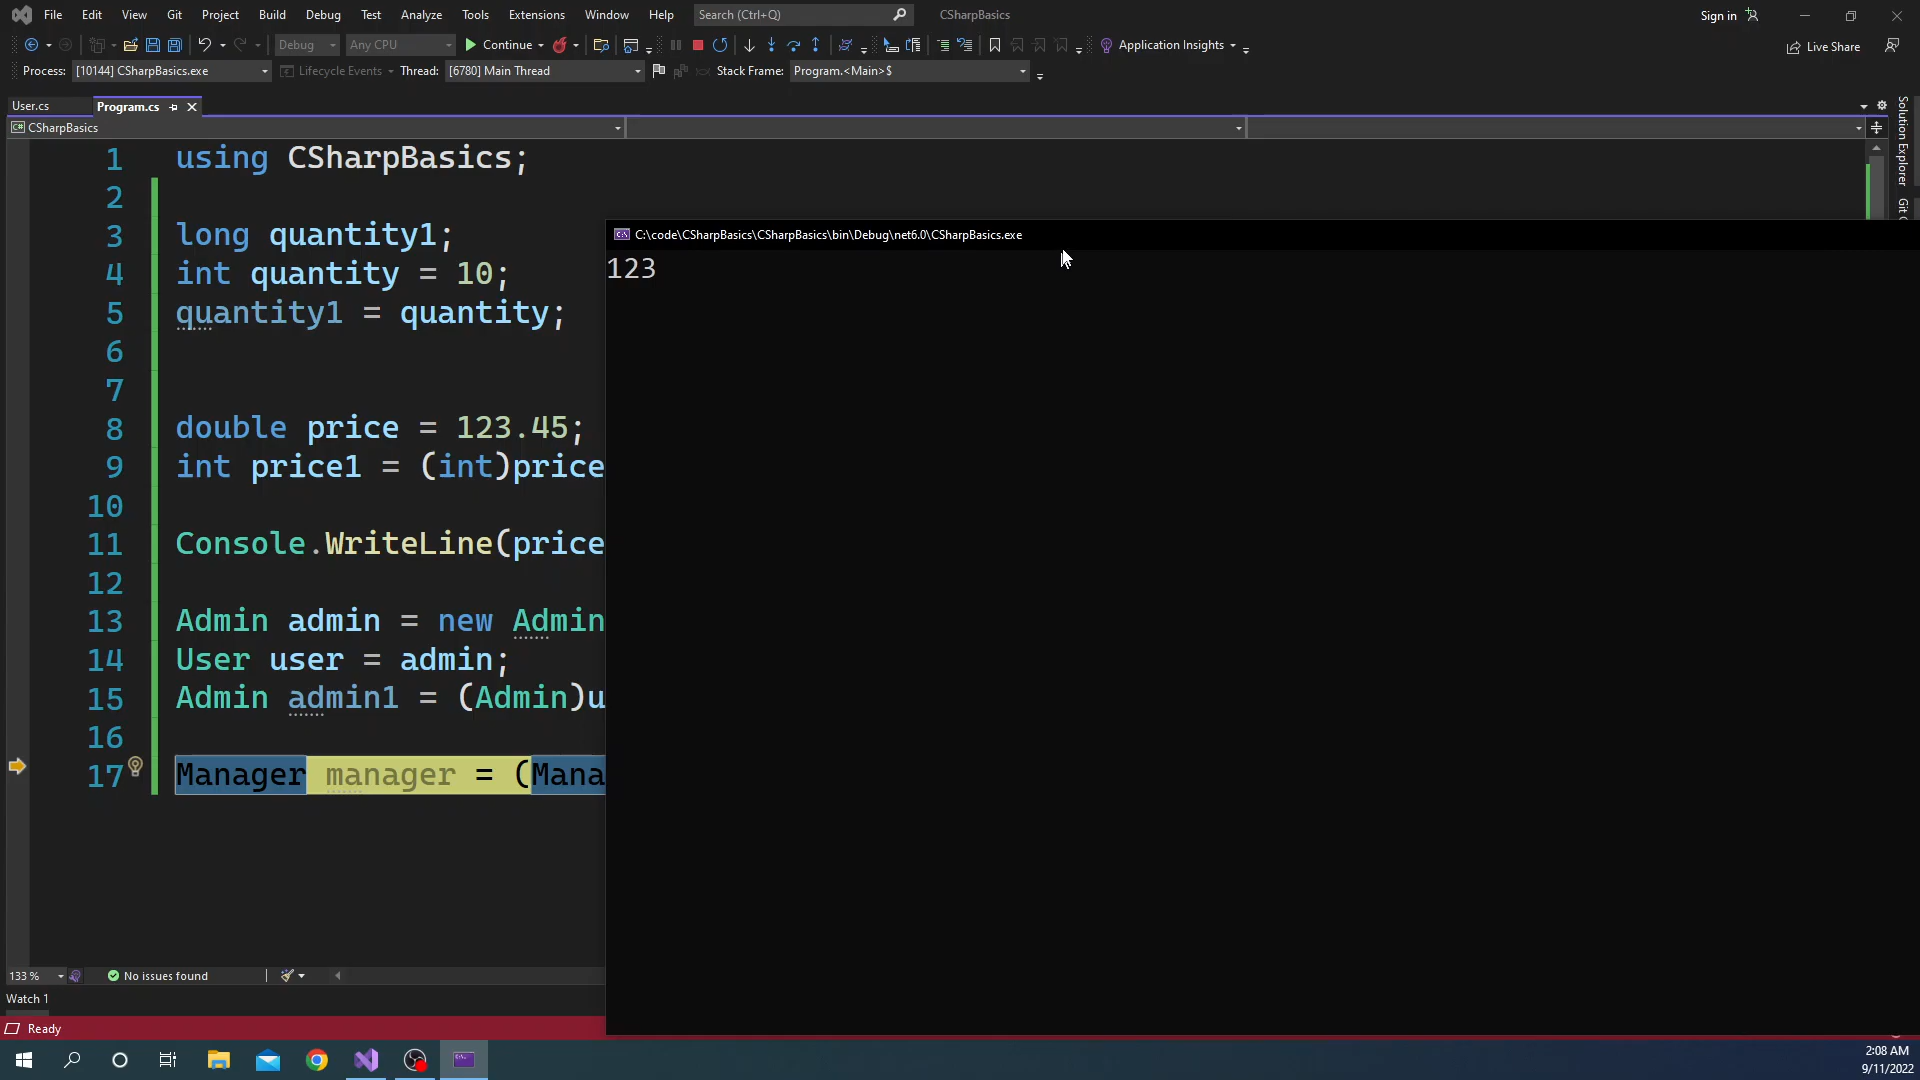 File Edit View Git Project Build Debug Test Analyze Tools Extensions Window Help Search (Ctrl+Q) CSharpBasics Sign in
Debug Any CPU Continue Application Insights Live Share
Process: [10144] CSharpBasics.exe Lifecycle Events Thread: [6780] Main Thread Stack Frame: Program.<Main>$
User.cs Program.cs
C# CSharpBasics
Solution Explorer
1 using CSharpBasics;
2
3 long quantity1;
4 int quantity = 10;
5 quantity1 = quantity;
6
7
8 double price = 123.45;
9 int price1 = (int)price
10
11 Console.WriteLine(price
12
13 Admin admin = new Admin
14 User user = admin;
15 Admin admin1 = (Admin)u
16
17 Manager manager = (Mana
C:\code\CSharpBasics\CSharpBasics\bin\Debug\net6.0\CSharpBasics.exe
123
133 % No issues found
Watch 1
Ready
2:08 AM
9/11/2022